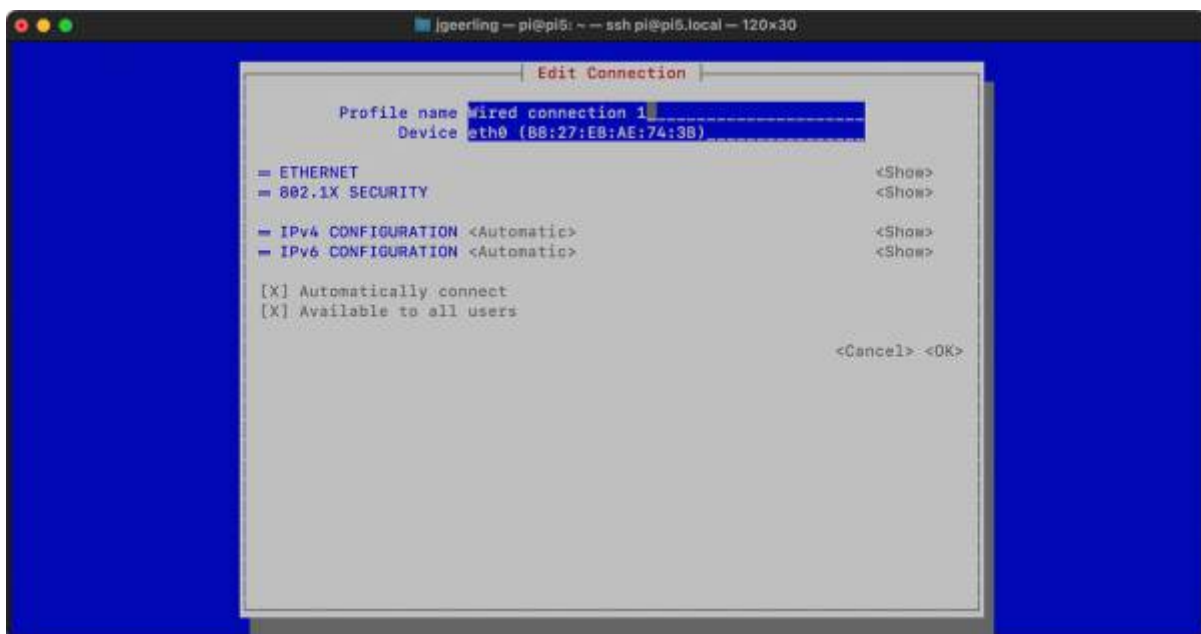 jgeerling — pi@pi5: ~ — ssh pi@pi5.local — 120×30
Edit Connection
Profile name Wired connection 1
Device eth0 (B8:27:EB:AE:74:3B)
= ETHERNET <Show>
= 802.1X SECURITY <Show>
= IPv4 CONFIGURATION <Automatic> <Show>
= IPv6 CONFIGURATION <Automatic> <Show>
[X] Automatically connect
[X] Available to all users
<Cancel> <OK>